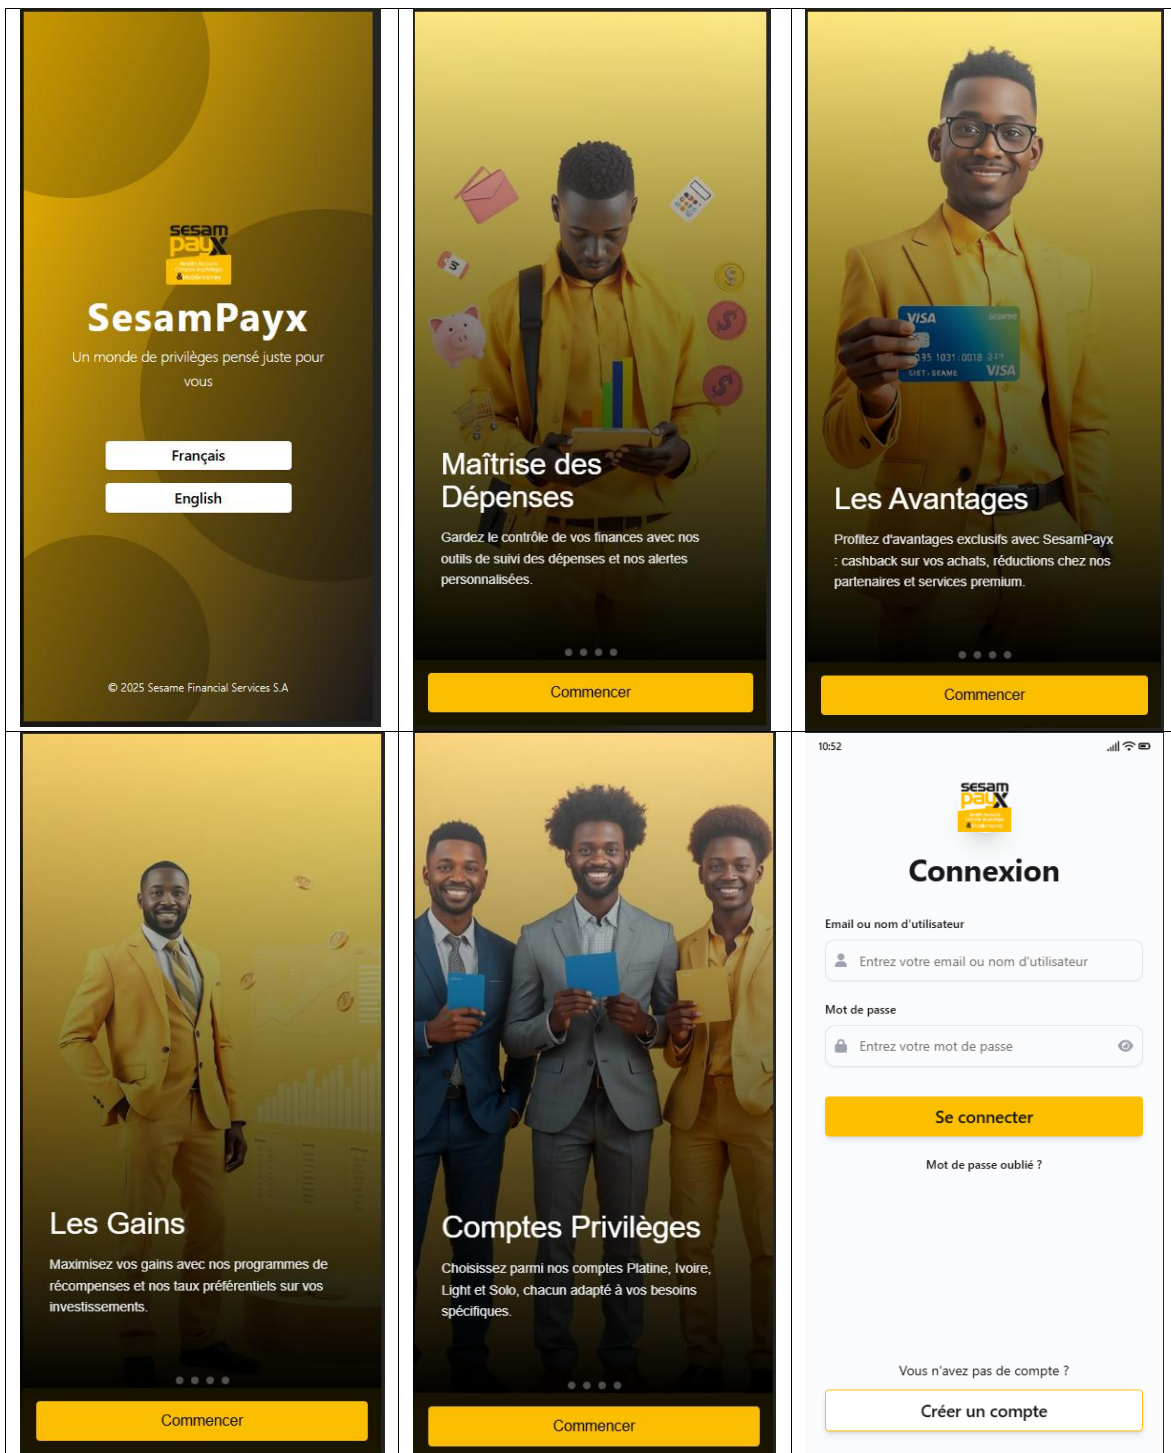 sesam
payx
& Mobile money
SesamPayx
Un monde de privilèges pensé juste pour
vous
Français
English
© 2025 Sesame Financial Services S.A
Maîtrise des
Dépenses
Gardez le contrôle de vos finances avec nos
outils de suivi des dépenses et nos alertes
personnalisées.
Commencer
VISA
VISA
Les Avantages
Profitez d'avantages exclusifs avec SesamPayx
: cashback sur vos achats, réductions chez nos
partenaires et services premium.
Commencer
Les Gains
Maximisez vos gains avec nos programmes de
récompenses et nos taux préférentiels sur vos
investissements.
Commencer
Comptes Privilèges
Choisissez parmi nos comptes Platine, Ivoire,
Light et Solo, chacun adapté à vos besoins
spécifiques.
Commencer
10:52
sesam
payx
Connexion
Email ou nom d'utilisateur
Entrez votre email ou nom d'utilisateur
Mot de passe
Entrez votre mot de passe
Se connecter
Mot de passe oublié ?
Vous n'avez pas de compte ?
Créer un compte